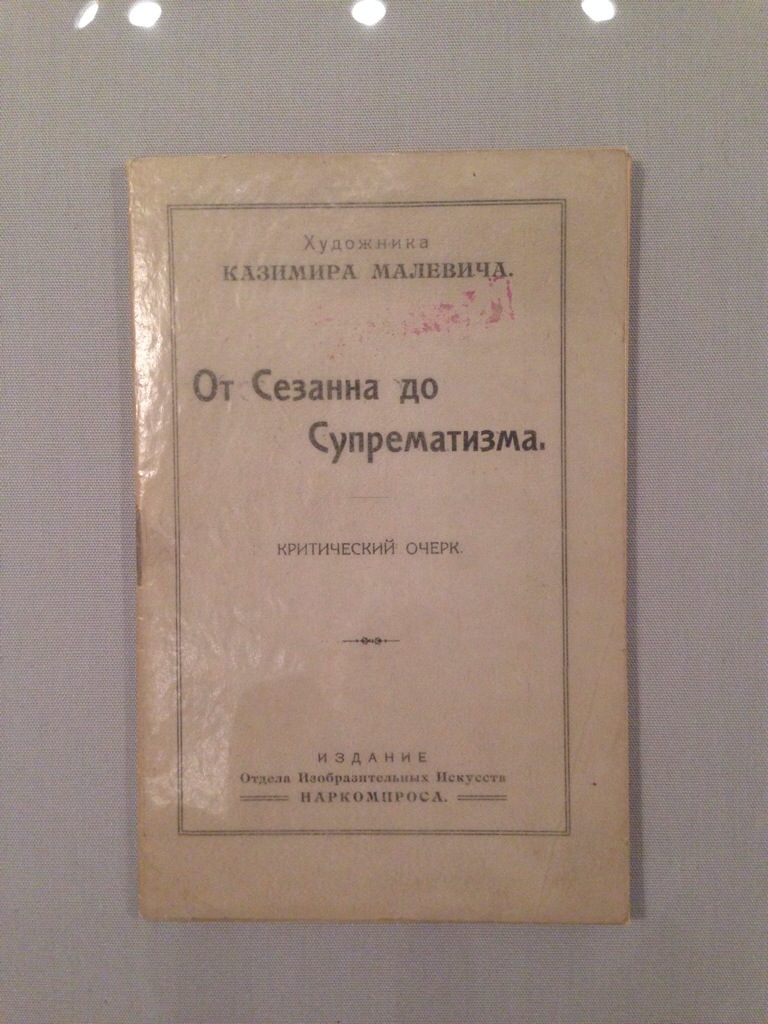 Художника
КАЗИМИРА МАЛЕВИЧА.
От Сезанна до
Супрематизма.
КРИТИЧЕСКИЙ ОЧЕРК.
ИЗДАНИЕ
Отдела Изобразительных Искусств
НАРКОМПРОСА.